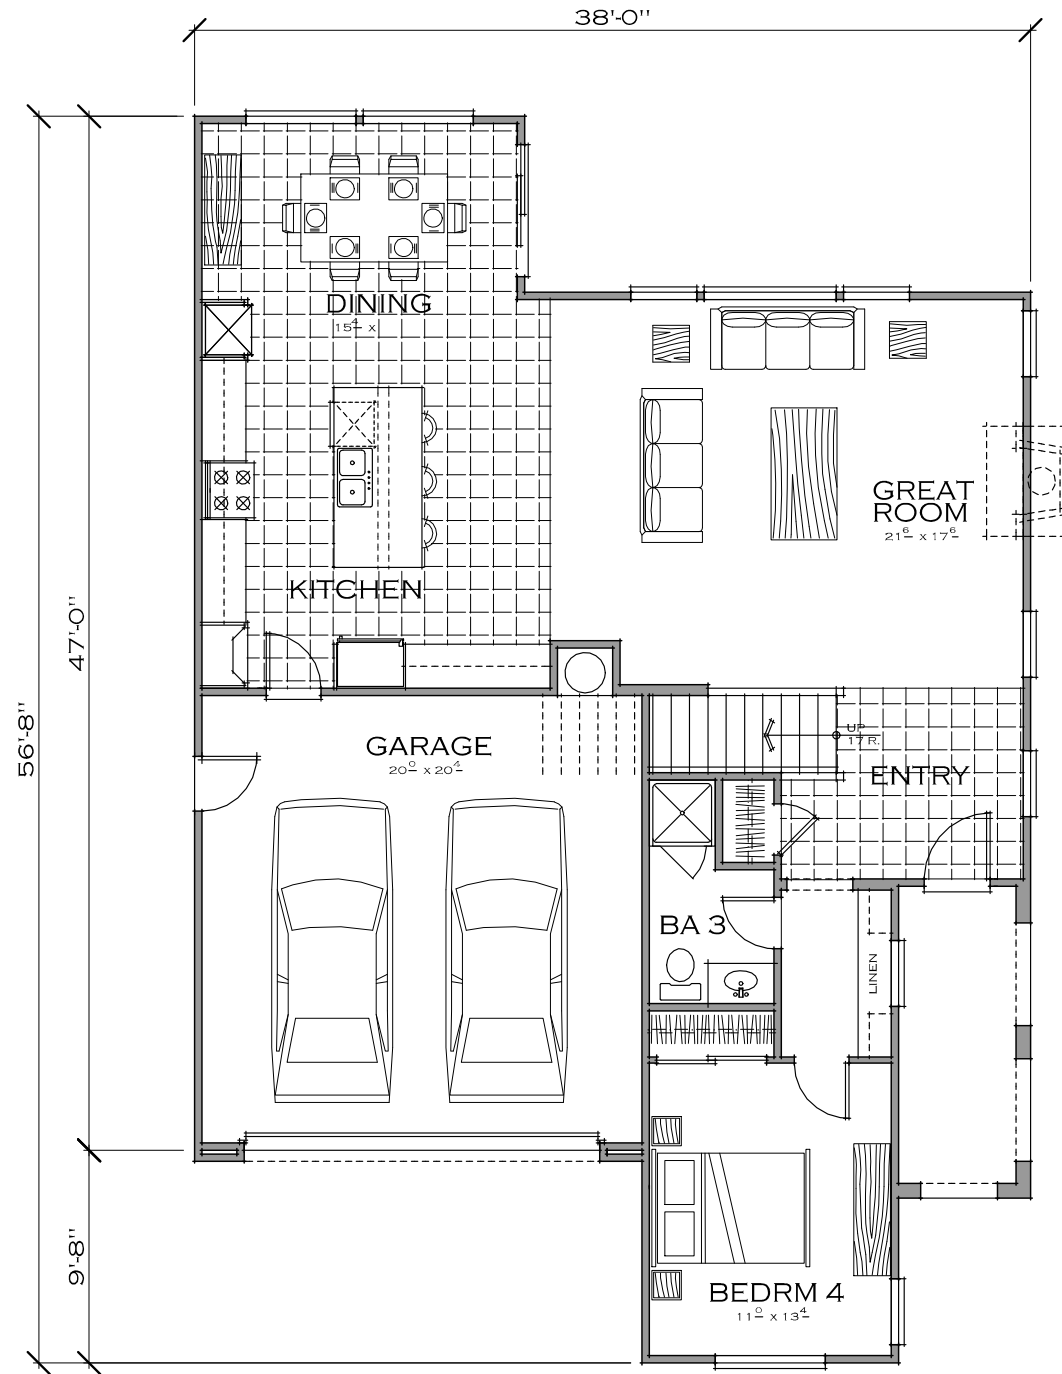 38'-0"
DINING
15⁴ x
GREAT
ROOM
21⁶ x 17⁶
KITCHEN
47'-0"
56'-8"
GARAGE
20⁰ x 20⁴
UP
17 R.
ENTRY
BA 3
LINEN
9'-8"
BEDRM 4
11⁰ x 13⁴